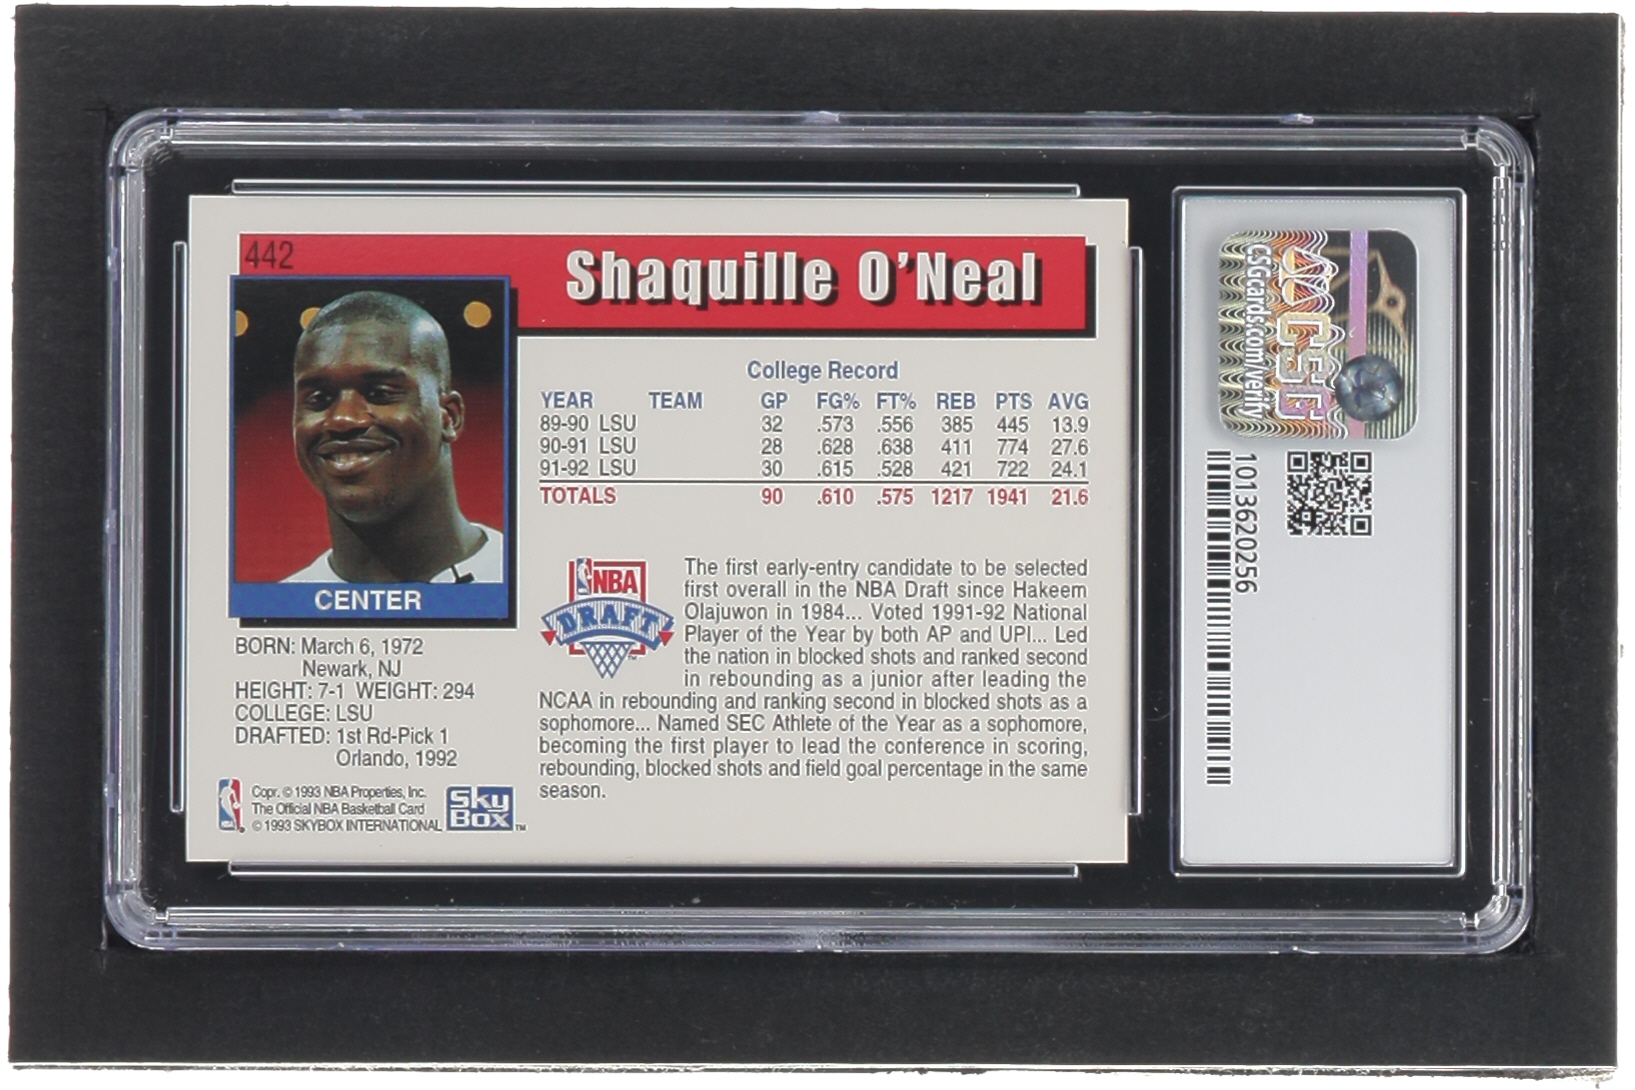 442
Shaquille O'Neal
College Record
YEAR TEAM GP FG% FT% REB PTS AVG
89-90 LSU 32 .573 .556 385 445 13.9
90-91 LSU 28 .628 .638 411 774 27.6
91-92 LSU 30 .615 .528 421 722 24.1
TOTALS 90 .610 .575 1217 1941 21.6
CENTER
BORN: March 6, 1972
Newark, NJ
HEIGHT: 7-1 WEIGHT: 294
COLLEGE: LSU
DRAFTED: 1st Rd-Pick 1
Orlando, 1992
NBA
DRAFT
TM
The first early-entry candidate to be selected
first overall in the NBA Draft since Hakeem
Olajuwon in 1984... Voted 1991-92 National
Player of the Year by both AP and UPI... Led
the nation in blocked shots and ranked second
in rebounding as a junior after leading the
NCAA in rebounding and ranking second in blocked shots as a
sophomore... Named SEC Athlete of the Year as a sophomore,
becoming the first player to lead the conference in scoring,
rebounding, blocked shots and field goal percentage in the same
season.
Copr. © 1993 NBA Properties, Inc.
The Official NBA Basketball Card
© 1993 SKYBOX INTERNATIONAL
Sky
Box TM
CSG
CSGcards.com/verify
1013620256